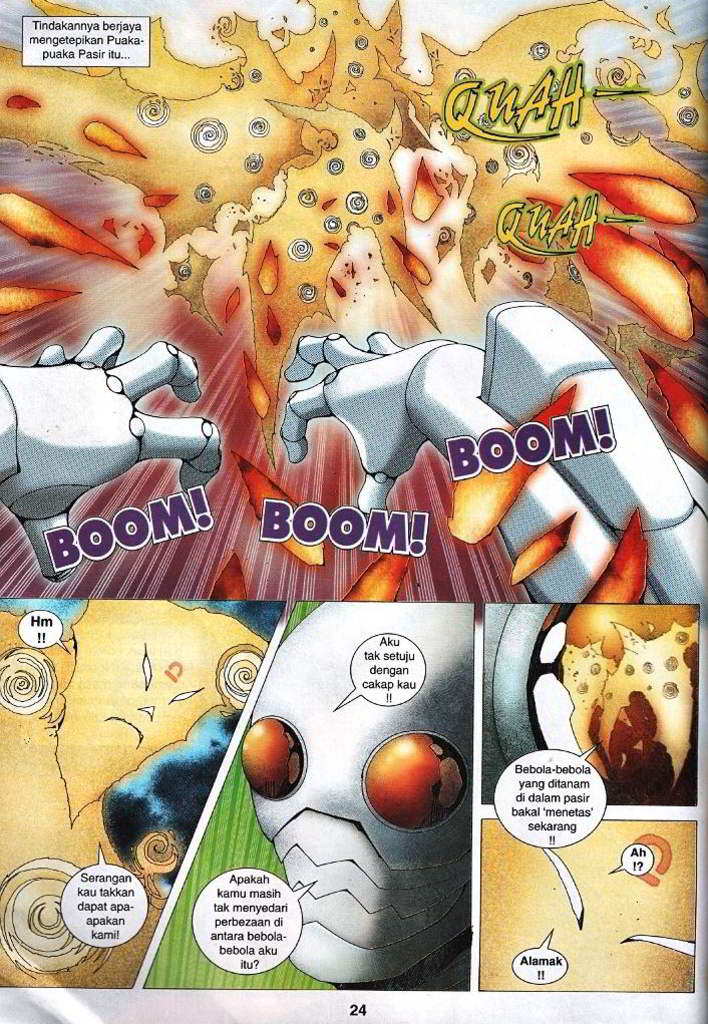 Tindakannya berjaya
mengetepikan Puaka-
puaka Pasir itu...
QUAH—
QUAH—
BOOM!
BOOM!
BOOM!
Hm
!!
Serangan
kau takkan
dapat apa-
apakan
kami!
Aku
tak setuju
dengan
cakap kau
!!
Apakah
kamu masih
tak menyedari
perbezaan di
antara bebola-
bebola aku
itu?
Bebola-bebola
yang ditanam
di dalam pasir
bakal ‘menetas’
sekarang
!!
Ah
!?
Alamak
!!
24